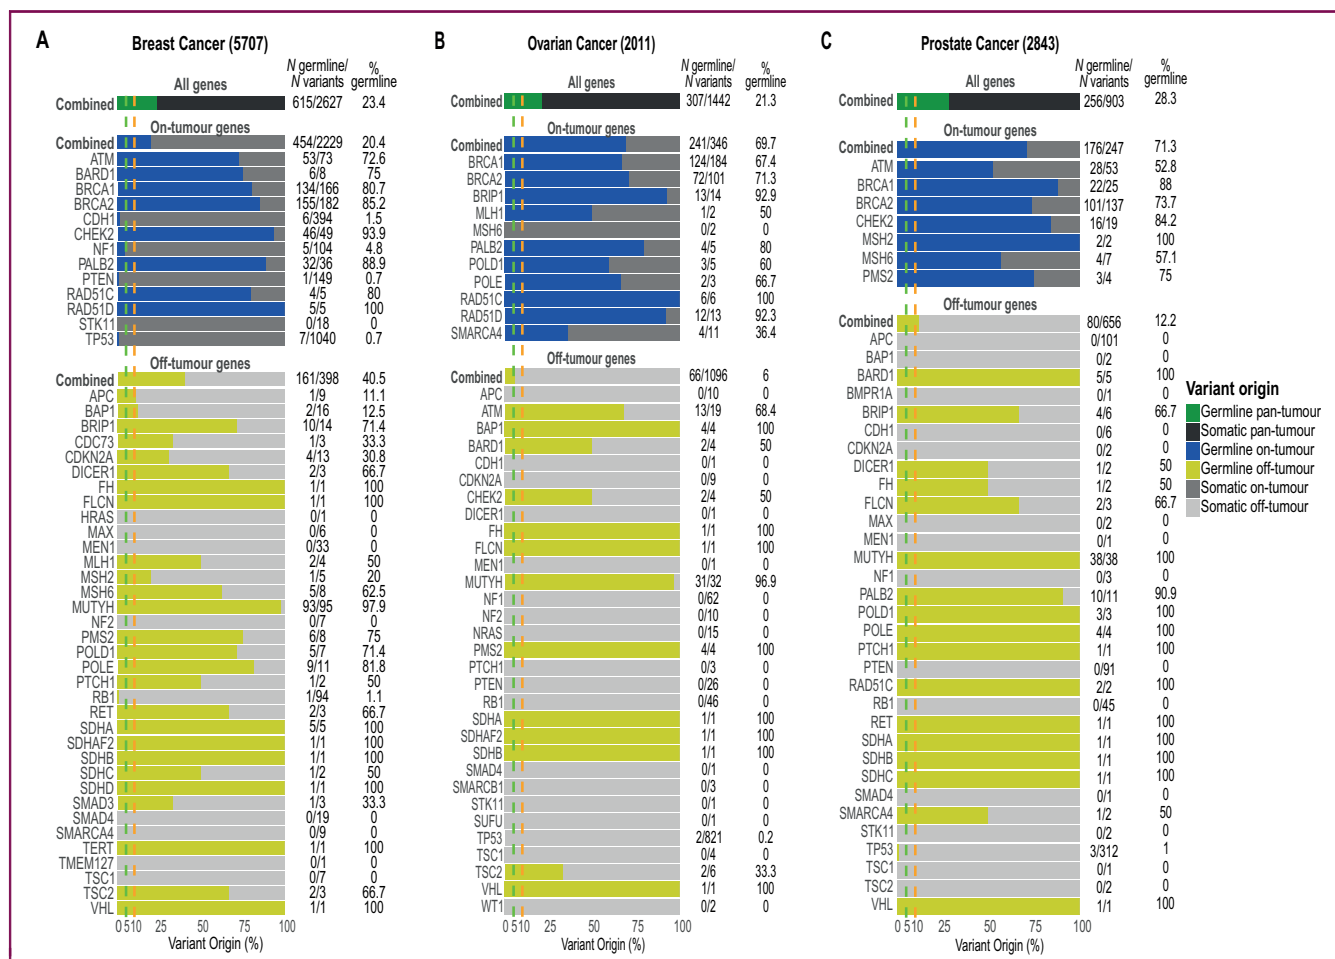 A
Breast Cancer (5707)
N germline/
N variants
%
germline
All genes
Combined 615/2627 23.4
On-tumour genes
Combined 454/2229 20.4
ATM 53/73 72.6
BARD1 6/8 75
BRCA1 134/166 80.7
BRCA2 155/182 85.2
CDH1 6/394 1.5
CHEK2 46/49 93.9
NF1 5/104 4.8
PALB2 32/36 88.9
PTEN 1/149 0.7
RAD51C 4/5 80
RAD51D 5/5 100
STK11 0/18 0
TP53 7/1040 0.7
Off-tumour genes
Combined 161/398 40.5
APC 1/9 11.1
BAP1 2/16 12.5
BRIP1 10/14 71.4
CDC73 1/3 33.3
CDKN2A 4/13 30.8
DICER1 2/3 66.7
FH 1/1 100
FLCN 1/1 100
HRAS 0/1 0
MAX 0/6 0
MEN1 0/33 0
MLH1 2/4 50
MSH2 1/5 20
MSH6 5/8 62.5
MUTYH 93/95 97.9
NF2 0/7 0
PMS2 6/8 75
POLD1 5/7 71.4
POLE 9/11 81.8
PTCH1 1/2 50
RB1 1/94 1.1
RET 2/3 66.7
SDHA 5/5 100
SDHAF2 1/1 100
SDHB 1/1 100
SDHC 1/2 50
SDHD 1/1 100
SMAD3 1/3 33.3
SMAD4 0/19 0
SMARCA4 0/9 0
TERT 1/1 100
TMEM127 0/1 0
TSC1 0/7 0
TSC2 2/3 66.7
VHL 1/1 100
0 5 10 25 50 75 100
Variant Origin (%)
B
Ovarian Cancer (2011)
N germline/
N variants
%
germline
All genes
Combined 307/1442 21.3
On-tumour genes
Combined 241/346 69.7
BRCA1 124/184 67.4
BRCA2 72/101 71.3
BRIP1 13/14 92.9
MLH1 1/2 50
MSH6 0/2 0
PALB2 4/5 80
POLD1 3/5 60
POLE 2/3 66.7
RAD51C 6/6 100
RAD51D 12/13 92.3
SMARCA4 4/11 36.4
Off-tumour genes
Combined 66/1096 6
APC 0/10 0
ATM 13/19 68.4
BAP1 4/4 100
BARD1 2/4 50
CDH1 0/1 0
CDKN2A 0/9 0
CHEK2 2/4 50
DICER1 0/1 0
FH 1/1 100
FLCN 1/1 100
MEN1 0/1 0
MUTYH 31/32 96.9
NF1 0/62 0
NF2 0/10 0
NRAS 0/15 0
PMS2 4/4 100
PTCH1 0/3 0
PTEN 0/26 0
RB1 0/46 0
SDHA 1/1 100
SDHAF2 1/1 100
SDHB 1/1 100
SMAD4 0/1 0
SMARCB1 0/3 0
STK11 0/1 0
SUFU 0/1 0
TP53 2/821 0.2
TSC1 0/4 0
TSC2 2/6 33.3
VHL 1/1 100
WT1 0/2 0
0 5 10 25 50 75 100
Variant Origin (%)
C
Prostate Cancer (2843)
N germline/
N variants
%
germline
All genes
Combined 256/903 28.3
On-tumour genes
Combined 176/247 71.3
ATM 28/53 52.8
BRCA1 22/25 88
BRCA2 101/137 73.7
CHEK2 16/19 84.2
MSH2 2/2 100
MSH6 4/7 57.1
PMS2 3/4 75
Off-tumour genes
Combined 80/656 12.2
APC 0/101 0
BAP1 0/2 0
BARD1 5/5 100
BMPR1A 0/1 0
BRIP1 4/6 66.7
CDH1 0/6 0
CDKN2A 0/2 0
DICER1 1/2 50
FH 1/2 50
FLCN 2/3 66.7
MAX 0/2 0
MEN1 0/1 0
MUTYH 38/38 100
NF1 0/3 0
PALB2 10/11 90.9
POLD1 3/3 100
POLE 4/4 100
PTCH1 1/1 100
PTEN 0/91 0
RAD51C 2/2 100
RB1 0/45 0
RET 1/1 100
SDHA 1/1 100
SDHB 1/1 100
SDHC 1/1 100
SMAD4 0/1 0
SMARCA4 1/2 50
STK11 0/2 0
TP53 3/312 1
TSC1 0/1 0
TSC2 0/2 0
VHL 1/1 100
0 5 10 25 50 75 100
Variant Origin (%)
Variant origin
Germline pan-tumour
Somatic pan-tumour
Germline on-tumour
Germline off-tumour
Somatic on-tumour
Somatic off-tumour